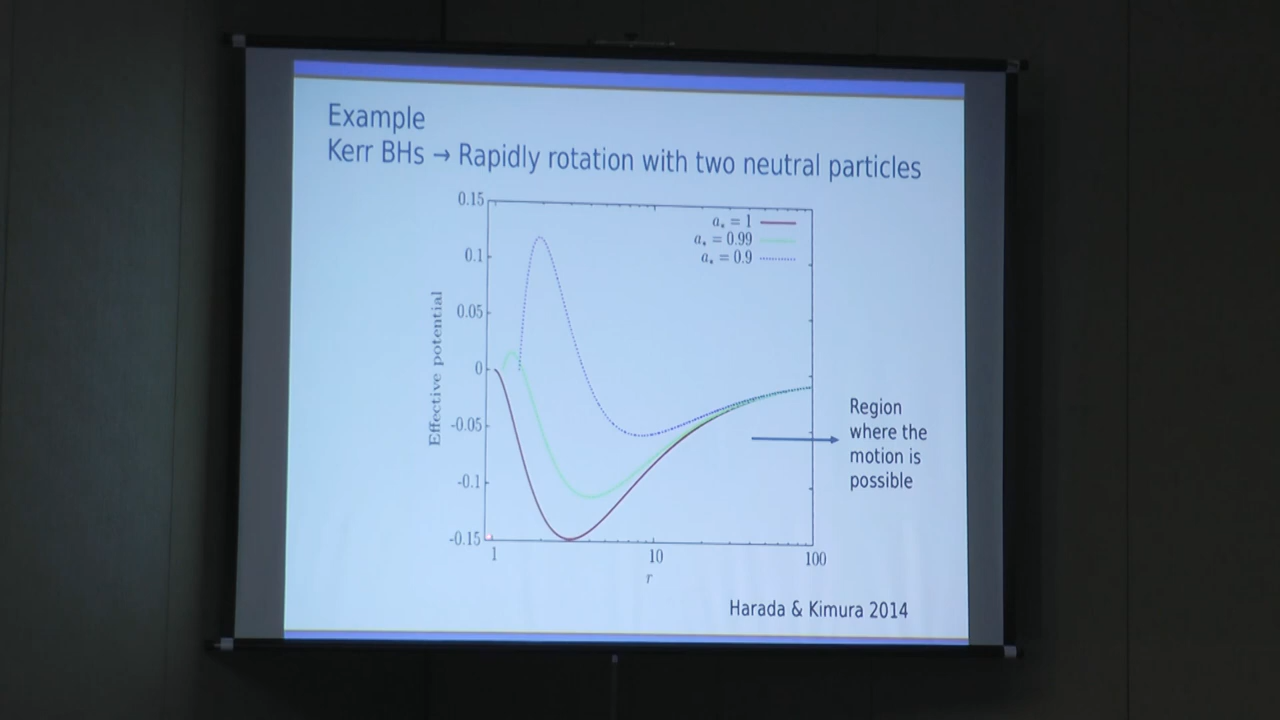 Example
Kerr BHs → Rapidly rotation with two neutral particles
0.15
0.1
0.05
0
-0.05
-0.1
-0.15
Effective potential
a* = 1
a* = 0.99
a* = 0.9
1
10
100
r
Region
where the
motion is
possible
Harada & Kimura 2014